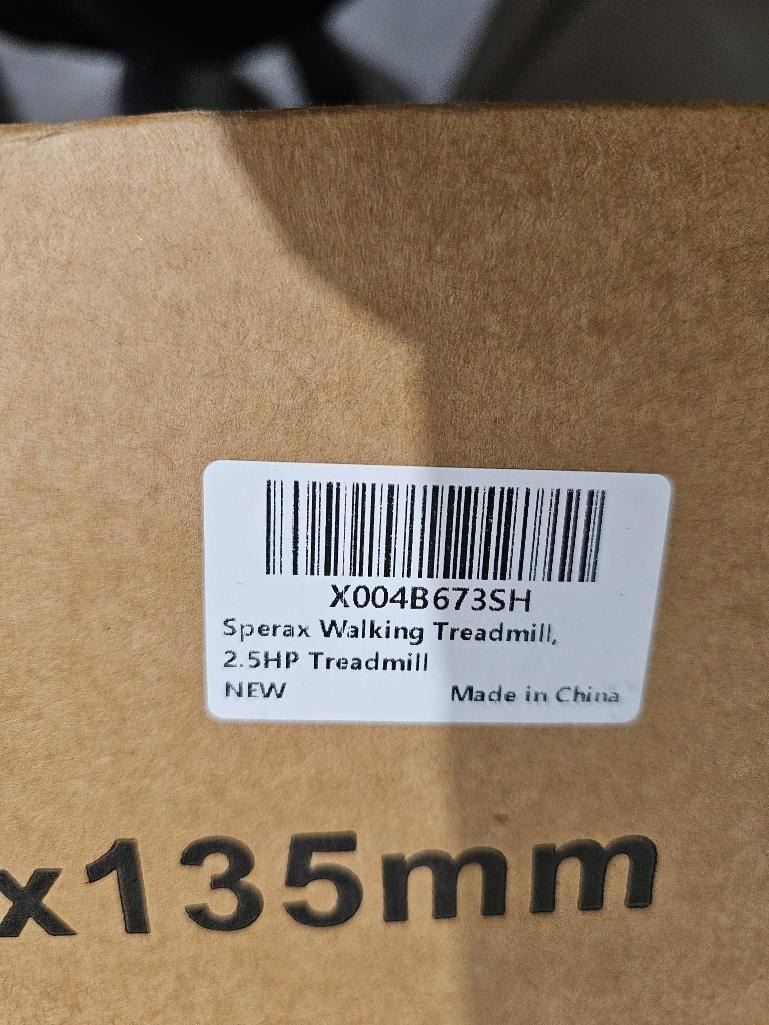 X004B673SH
Sperax Walking Treadmill,
2.5HP Treadmill
NEW Made in China
x135mm